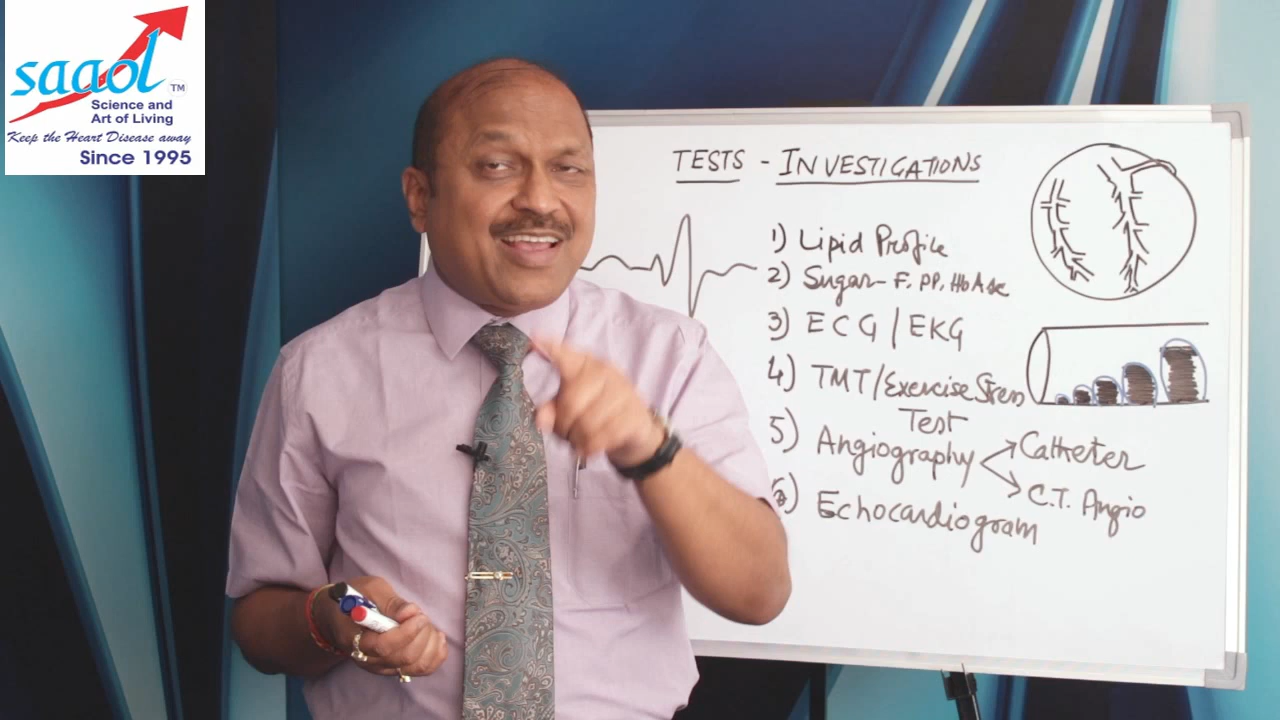 saaol TM
Science and
Art of Living
Keep the Heart Disease away
Since 1995
TESTS - INVESTIGATIONS
1) Lipid Profile
2) Sugar- F, PP, HbA1c
3) ECG / EKG
4) TMT/Exercise Stress
Test
5) Angiography
Catheter
C.T. Angio
6) Echocardiogram